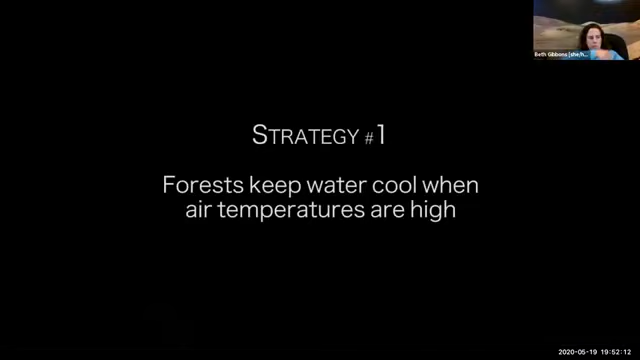 Beth Gibbons [she/h...
STRATEGY #1
Forests keep water cool when
air temperatures are high
2020-05-19 19:52:12